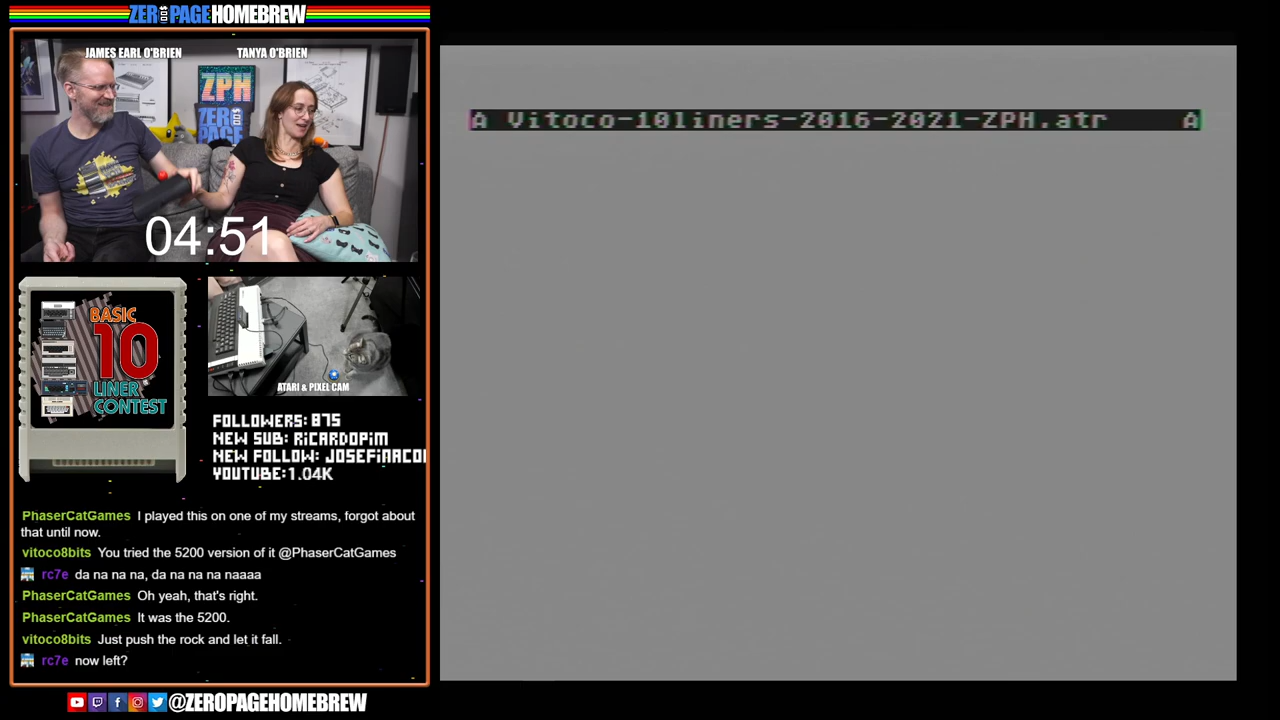 ZEROPAGEHOMEBREW
JAMES EARL O'BRIEN
TANYA O'BRIEN
ZPH
ZERO
PAGE
04:51
A Vitoco-10liners-2016-2021-ZPH.atr A
BASIC
10
LINER
CONTEST
ATARI & PIXEL CAM
FOLLOWERS: 875
NEW SUB: RICARDOPIM
NEW FOLLOW: JOSEFINACO
YOUTUBE:1.04K
PhaserCatGames I played this on one of my streams, forgot about
that until now.
vitoco8bits You tried the 5200 version of it @PhaserCatGames
rc7e da na na na, da na na na naaaa
PhaserCatGames Oh yeah, that's right.
PhaserCatGames It was the 5200.
vitoco8bits Just push the rock and let it fall.
rc7e now left?
@ZEROPAGEHOMEBREW